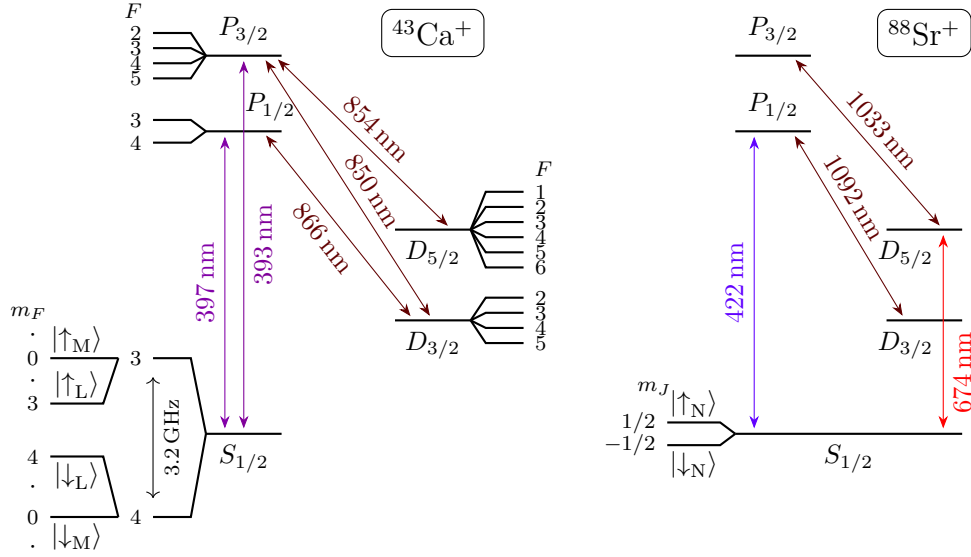 F
2
3
4
5
P3/2
⁴³Ca⁺
3
4
P1/2
854 nm
850 nm
866 nm
397 nm
393 nm
F
1
2
3
4
5
6
D5/2
2
3
4
5
D3/2
mF
.
0
.
3
|↑M⟩
|↑L⟩
3
3.2 GHz
S1/2
4
.
.
0
.
|↓L⟩
|↓M⟩
4
⁸⁸Sr⁺
P3/2
P1/2
1033 nm
1092 nm
422 nm
D5/2
D3/2
674 nm
mJ
|↑N⟩
1/2
−1/2
|↓N⟩
S1/2